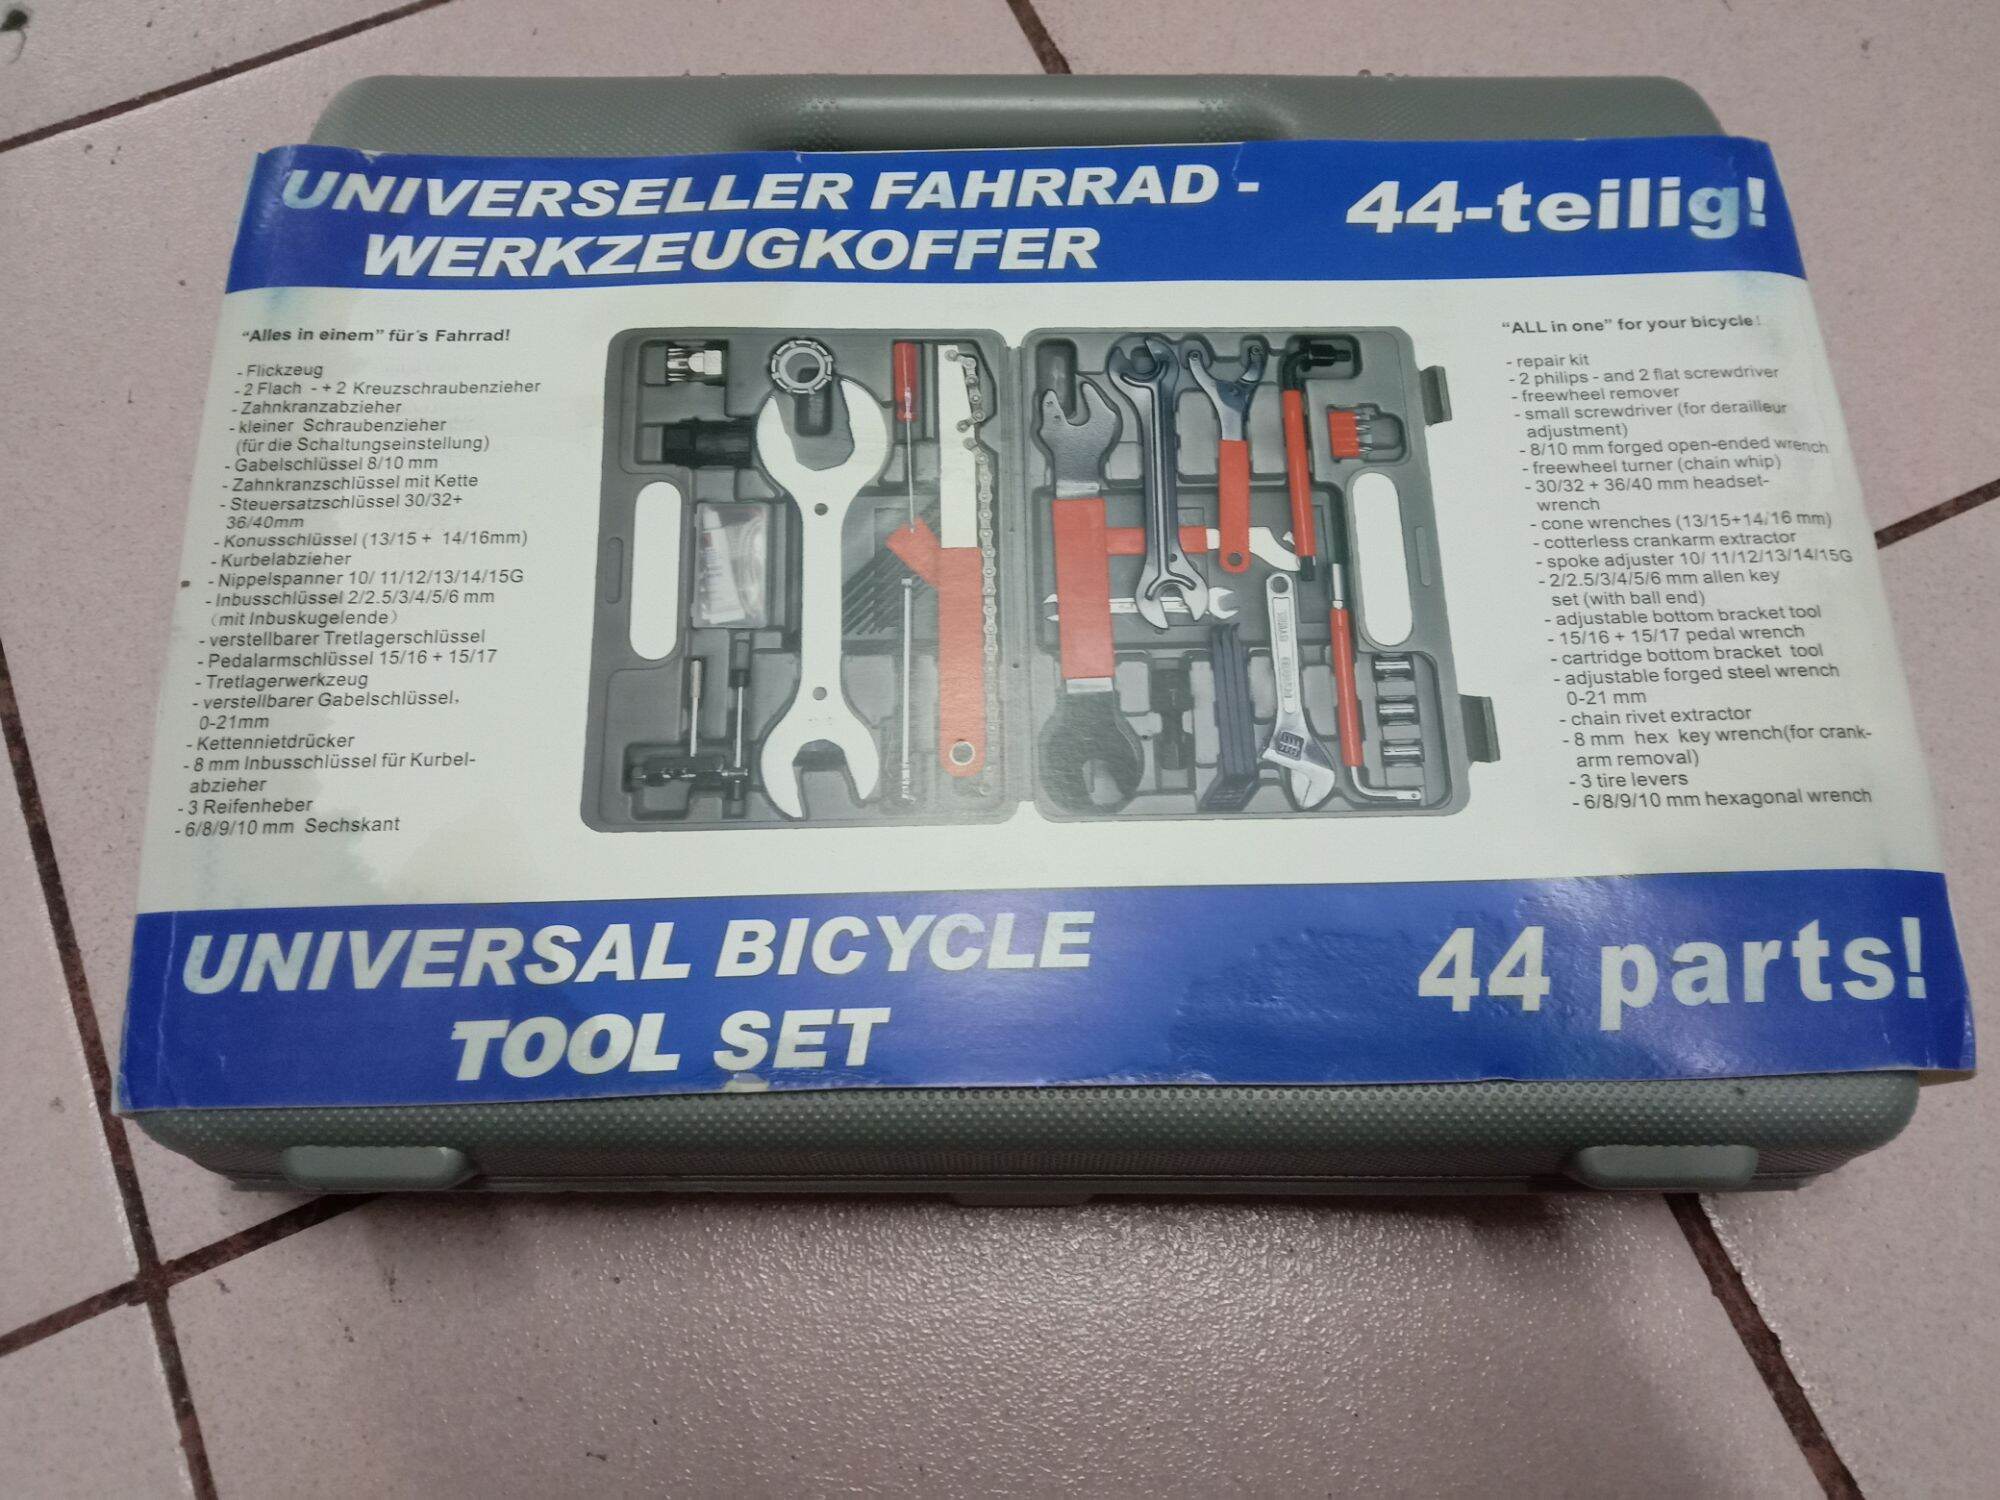 UNIVERSELLER FAHRRAD -
WERKZEUGKOFFER
44-teilig!
"Alles in einem" für's Fahrrad!
- Flickzeug
- 2 Flach - + 2 Kreuzschraubenzieher
- Zahnkranzabzieher
- kleiner Schraubenzieher
(für die Schaltungseinstellung)
- Gabelschlüssel 8/10 mm
- Zahnkranzschlüssel mit Kette
- Steuersatzschlüssel 30/32+
36/40mm
- Konusschlüssel (13/15 + 14/16mm)
- Kurbelabzieher
- Nippelspanner 10/ 11/12/13/14/15G
- Inbusschlüssel 2/2.5/3/4/5/6 mm
(mit Inbuskugelende)
- verstellbarer Tretlagerschlüssel
- Pedalarmschlüssel 15/16 + 15/17
- Tretlagerwerkzeug
- verstellbarer Gabelschlüssel,
0-21mm
- Kettennietdrücker
- 8 mm Inbusschlüssel für Kurbel-
abzieher
- 3 Reifenheber
- 6/8/9/10 mm Sechskant
"ALL in one" for your bicycle!
- repair kit
- 2 philips - and 2 flat screwdriver
- freewheel remover
- small screwdriver (for derailleur
adjustment)
- 8/10 mm forged open-ended wrench
- freewheel turner (chain whip)
- 30/32 + 36/40 mm headset-
wrench
- cone wrenches (13/15+14/16 mm)
- cotterless crankarm extractor
- spoke adjuster 10/ 11/12/13/14/15G
- 2/2.5/3/4/5/6 mm allen key
set (with ball end)
- adjustable bottom bracket tool
- 15/16 + 15/17 pedal wrench
- cartridge bottom bracket tool
- adjustable forged steel wrench
0-21 mm
- chain rivet extractor
- 8 mm hex key wrench(for crank-
arm removal)
- 3 tire levers
- 6/8/9/10 mm hexagonal wrench
UNIVERSAL BICYCLE
TOOL SET
44 parts!